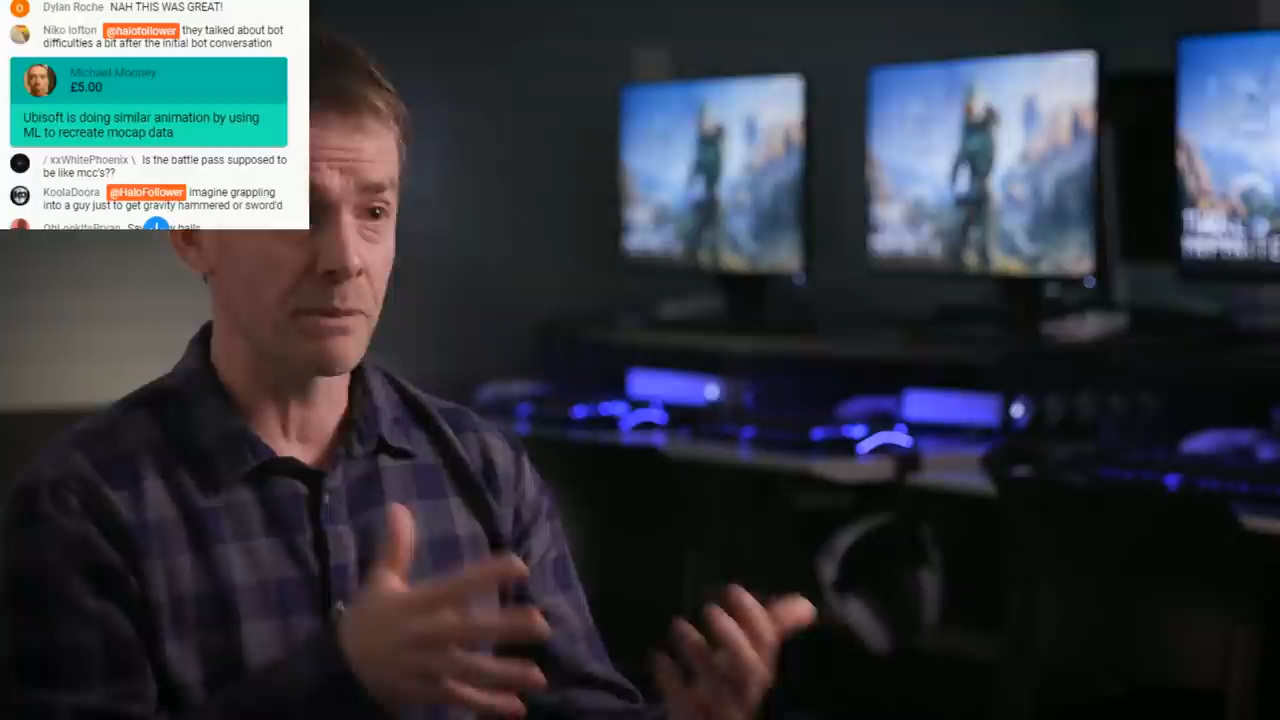 Dylan Roche NAH THIS WAS GREAT!
Niko lofton @halofollower they talked about bot
difficulties a bit after the initial bot conversation
Michael Mooney
£5.00
Ubisoft is doing similar animation by using
ML to recreate mocap data
/ xxWhitePhoenix \ Is the battle pass supposed to
be like mcc's??
KoolaDoora @HaloFollower imagine grappling
into a guy just to get gravity hammered or sword'd